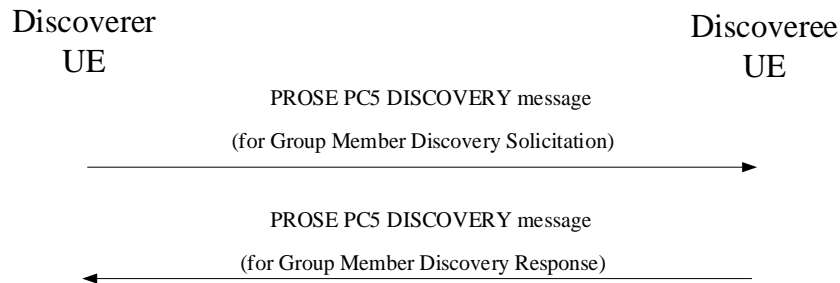 Discoverer
UE
Discoveree
UE
PROSE PC5 DISCOVERY message
(for Group Member Discovery Solicitation)
PROSE PC5 DISCOVERY message
(for Group Member Discovery Response)